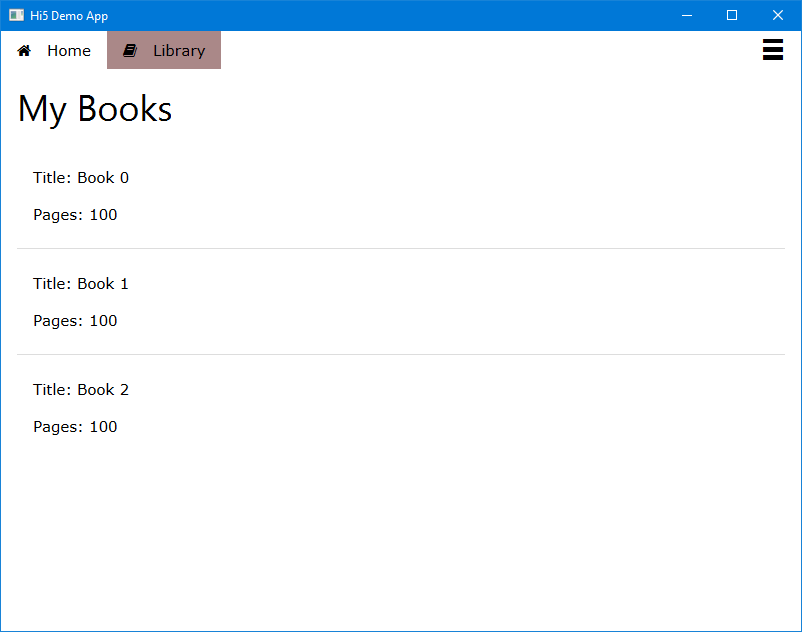 Hi5 Demo App
Home Library
My Books
Title: Book 0
Pages: 100
Title: Book 1
Pages: 100
Title: Book 2
Pages: 100